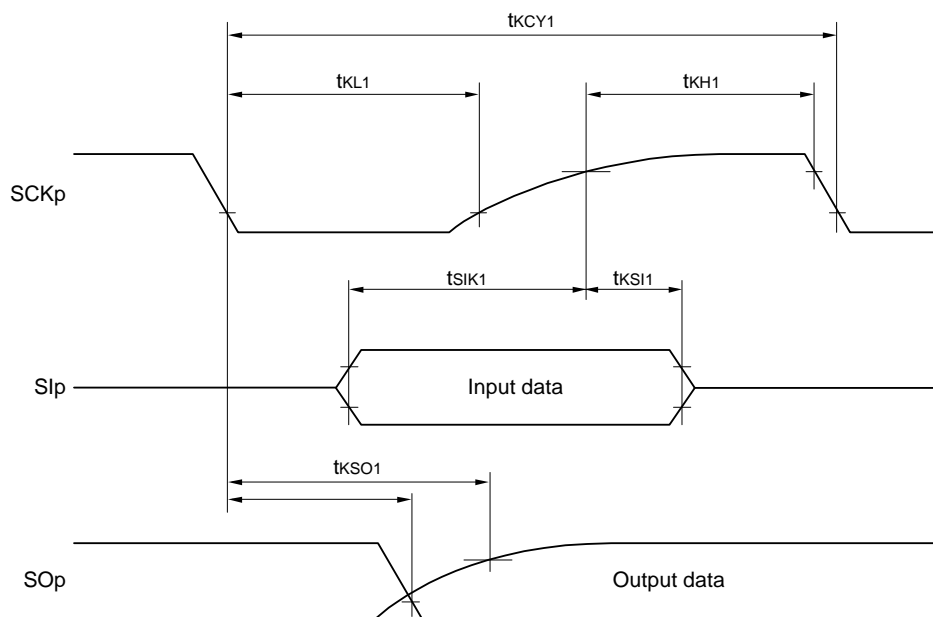 tKCY1
tKL1
tKH1
SCKp
tSIK1
tKSI1
SIp
Input data
tKSO1
SOp
Output data